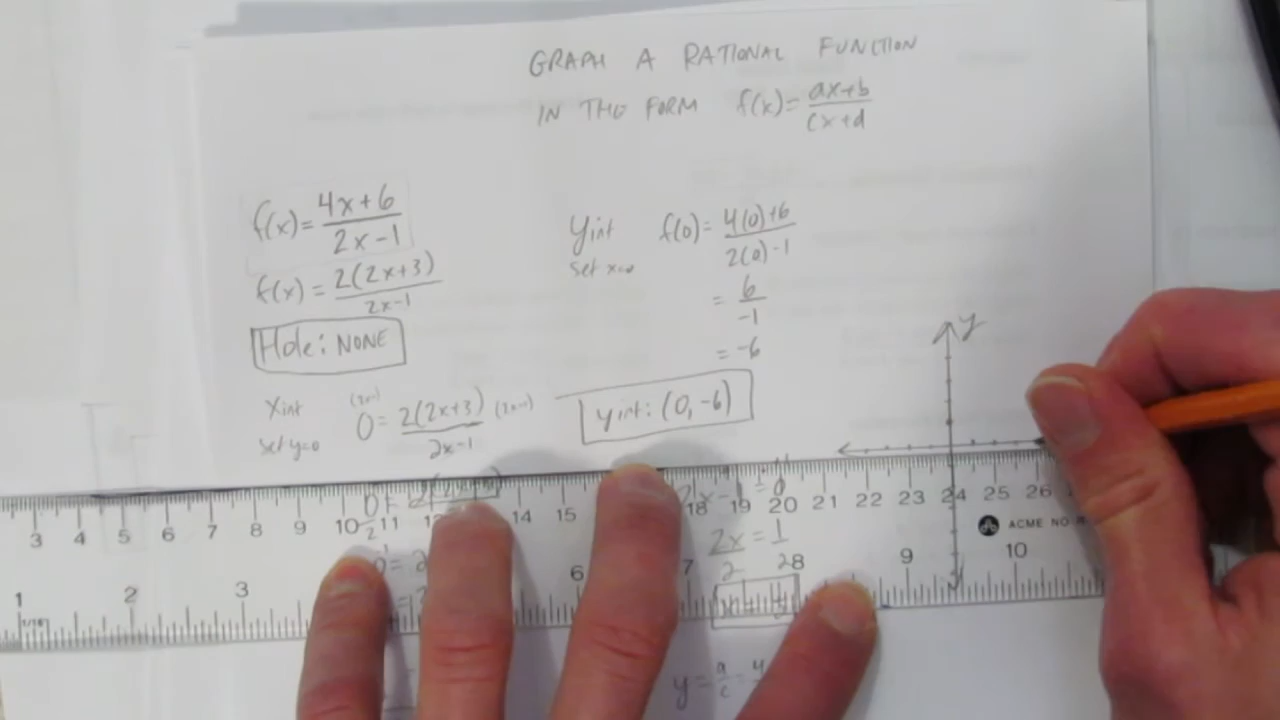 GRAPH A RATIONAL FUNCTION
IN THE FORM f(x)= ax+b / cx+d
f(x)= 4x+6 / 2x-1
f(x) = 2(2x+3) / 2x-1
Hole: NONE
Xint
set y=0
0= 2(2x+3) / 2x-1
Yint
set x=0
f(0)= 4(0)+6 / 2(0)-1
= 6 / -1
= -6
yint: (0,-6)
y
2x-1=0
2x = 1
2
y= a / c = 4
3 4 5 6 7 8 9 10 11 14 15 18 19 20 21 22 23 24 25 26
ACME NO
1 2 3 6 7 8 9 10